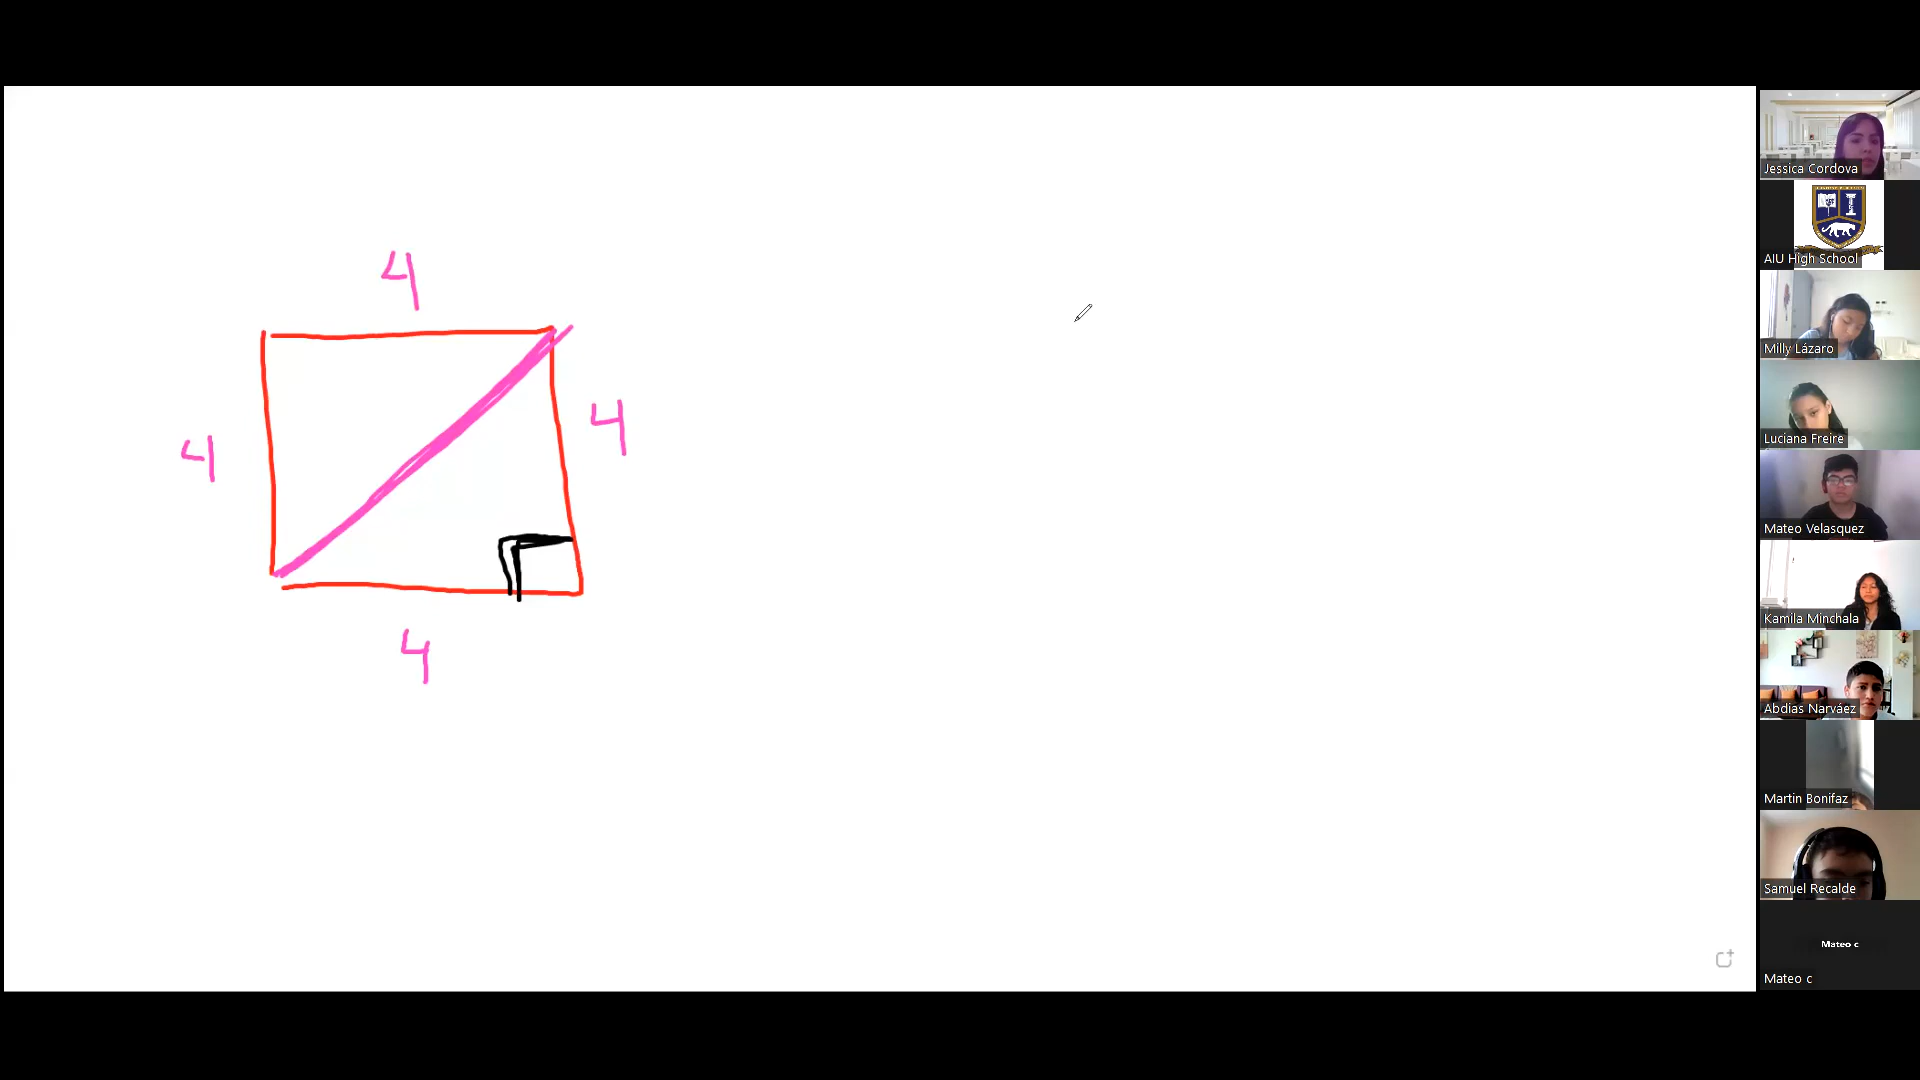 4
4
4
4
Jessica Cordova
AIU High School
Milly Lázaro
Luciana Freire
Mateo Velasquez
Kamila Minchala
Abdias Narváez
Martin Bonifaz
Samuel Recalde
Mateo c
Mateo c